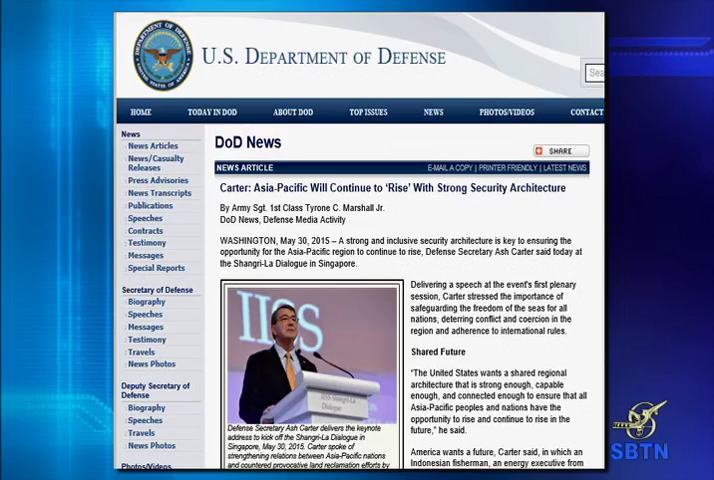 U.S. DEPARTMENT OF DEFENSE
Sea
HOME TODAY IN DOD ABOUT DOD TOP ISSUES NEWS PHOTOS/VIDEOS CONTACT
News
News Articles
News/Casualty
Releases
Press Advisories
News Transcripts
Publications
Speeches
Contracts
Testimony
Messages
Special Reports
Secretary of Defense
Biography
Speeches
Messages
Testimony
Travels
News Photos
Deputy Secretary of
Defense
Biography
Speeches
Travels
News Photos
Photos/Videos
DoD News
SHARE
NEWS ARTICLE E-MAIL A COPY | PRINTER FRIENDLY | LATEST NEWS
Carter: Asia-Pacific Will Continue to ‘Rise’ With Strong Security Architecture
By Army Sgt. 1st Class Tyrone C. Marshall Jr.
DoD News, Defense Media Activity
WASHINGTON, May 30, 2015 – A strong and inclusive security architecture is key to ensuring the
opportunity for the Asia-Pacific region to continue to rise, Defense Secretary Ash Carter said today at
the Shangri-La Dialogue in Singapore.
IISS
IISS Shangri-La
Dialogue
Defense Secretary Ash Carter delivers the keynote
address to kick off the Shangri-La Dialogue in
Singapore, May 30, 2015. Carter spoke of
strengthening relations between Asia-Pacific nations
and countered provocative land reclamation efforts by
Delivering a speech at the event's first plenary
session, Carter stressed the importance of
safeguarding the freedom of the seas for all
nations, deterring conflict and coercion in the
region and adherence to international rules.
Shared Future
“The United States wants a shared regional
architecture that is strong enough, capable
enough, and connected enough to ensure that all
Asia-Pacific peoples and nations have the
opportunity to rise and continue to rise in the
future,” he said.
America wants a future, Carter said, in which an
Indonesian fisherman, an energy executive from
SBTN